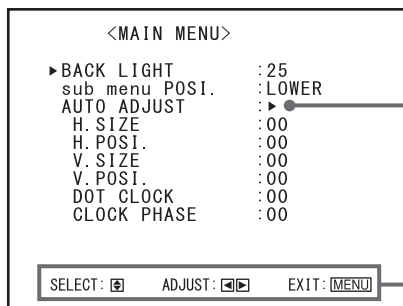 <MAIN MENU>
▶BACK LIGHT :25
sub menu POSI. :LOWER
AUTO ADJUST :▶
H.SIZE :00
H.POSI. :00
V.SIZE :00
V.POSI. :00
DOT CLOCK :00
CLOCK PHASE :00
SELECT: ADJUST: ◀▶ EXIT: MENU